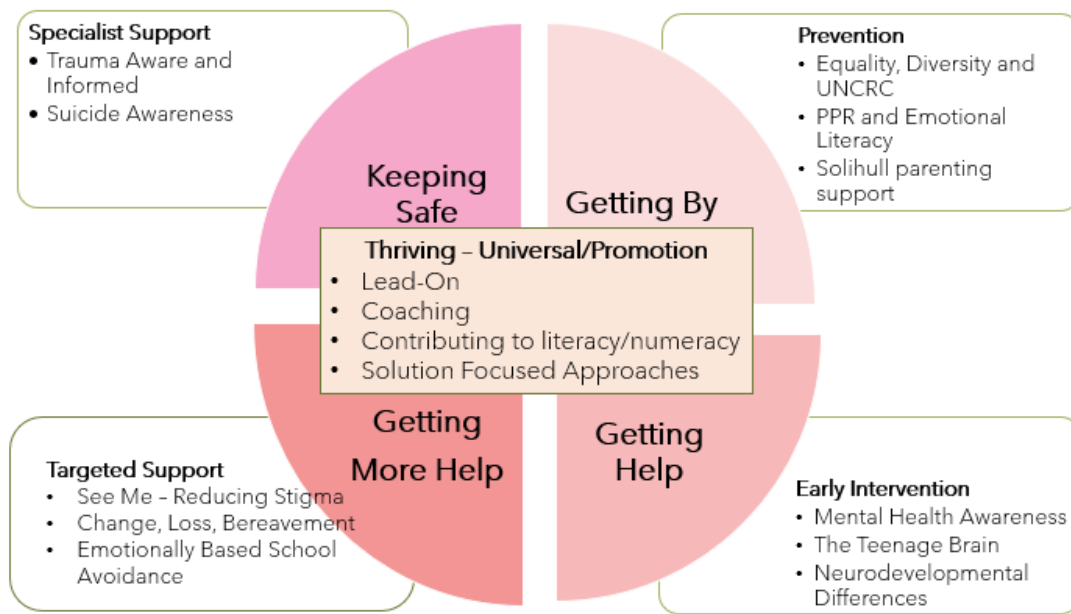 Specialist Support
• Trauma Aware and
Informed
• Suicide Awareness
Prevention
• Equality, Diversity and
UNCRC
• PPR and Emotional
Literacy
• Solihull parenting
support
Keeping
Safe
Getting By
Thriving – Universal/Promotion
• Lead-On
• Coaching
• Contributing to literacy/numeracy
• Solution Focused Approaches
Getting
More Help
Getting
Help
Targeted Support
• See Me – Reducing Stigma
• Change, Loss, Bereavement
• Emotionally Based School
Avoidance
Early Intervention
• Mental Health Awareness
• The Teenage Brain
• Neurodevelopmental
Differences